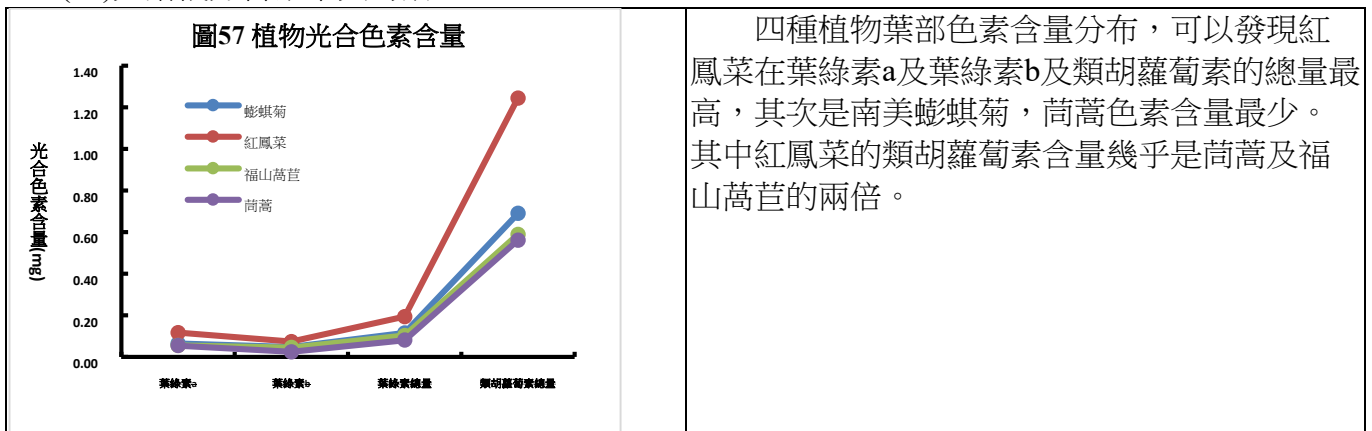 圖57 植物光合色素含量
1.40
1.20
1.00
0.80
0.60
0.40
0.20
0.00
光合色素含量(mg)
蟛蜞菊
紅鳳菜
福山萵苣
茼蒿
葉綠素a
葉綠素b
葉綠素總量
類胡蘿蔔素總量
四種植物葉部色素含量分布，可以發現紅
鳳菜在葉綠素a及葉綠素b及類胡蘿蔔素的總量最
高，其次是南美蟛蜞菊，茼蒿色素含量最少。
其中紅鳳菜的類胡蘿蔔素含量幾乎是茼蒿及福
山萵苣的兩倍。